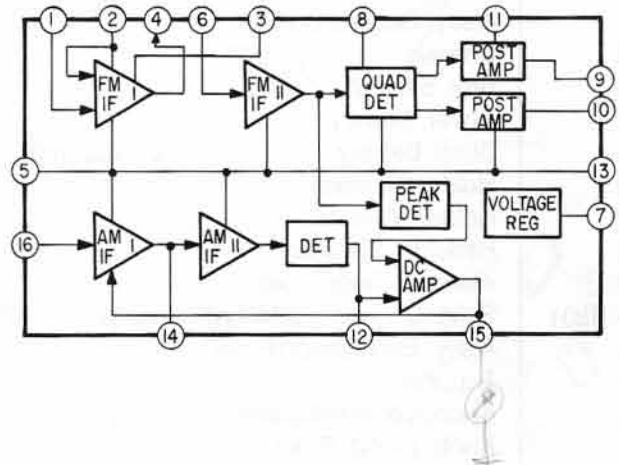 1 2 4 6 3 8 11
FM IF I
FM IF II
QUAD DET
POST AMP
9
POST AMP
10
5
13
PEAK DET
VOLTAGE REG
7
16
AM IF I
AM IF II
DET
DC AMP
14 12 15